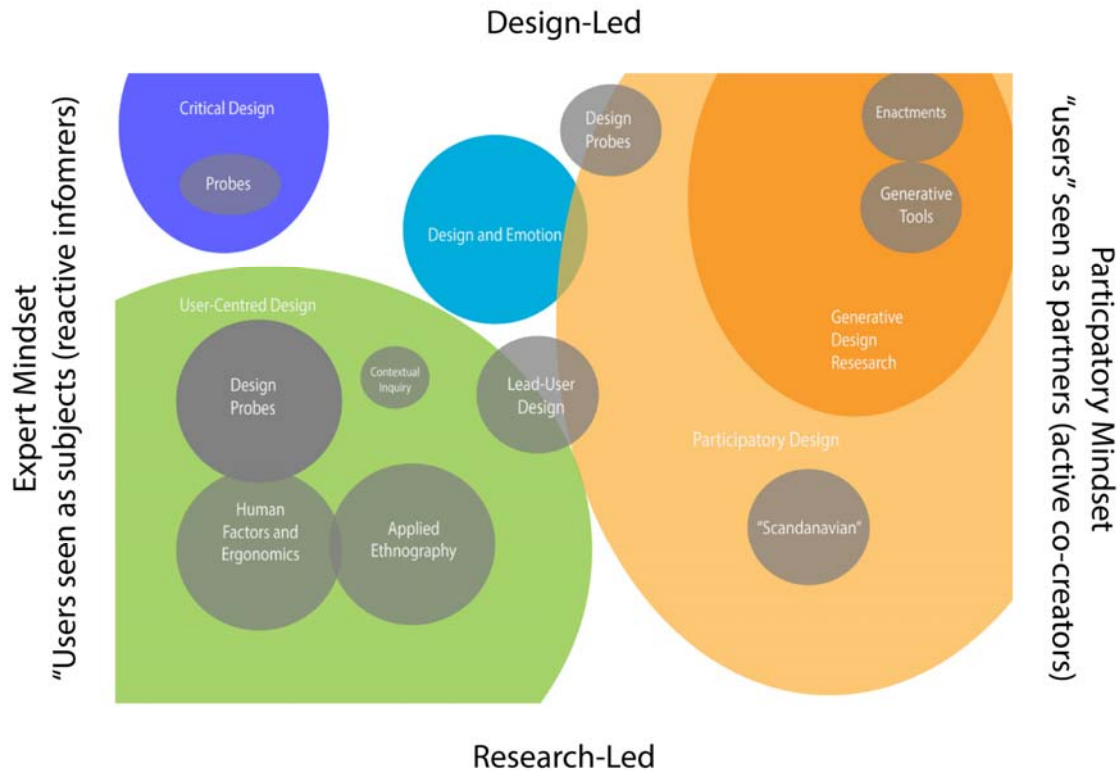 Design-Led
Expert Mindset
"Users seen as subjects (reactive infomrers)
Critical Design
Probes
Design and Emotion
Design
Probes
Enactments
Generative
Tools
Generative
Design
Resesarch
User-Centred Design
Design
Probes
Contextual
Inquiry
Lead-User
Design
Human
Factors and
Ergonomics
Applied
Ethnography
Participatory Design
"Scandanavian"
Particpatory Mindset
"users" seen as partners (active co-creators)
Research-Led